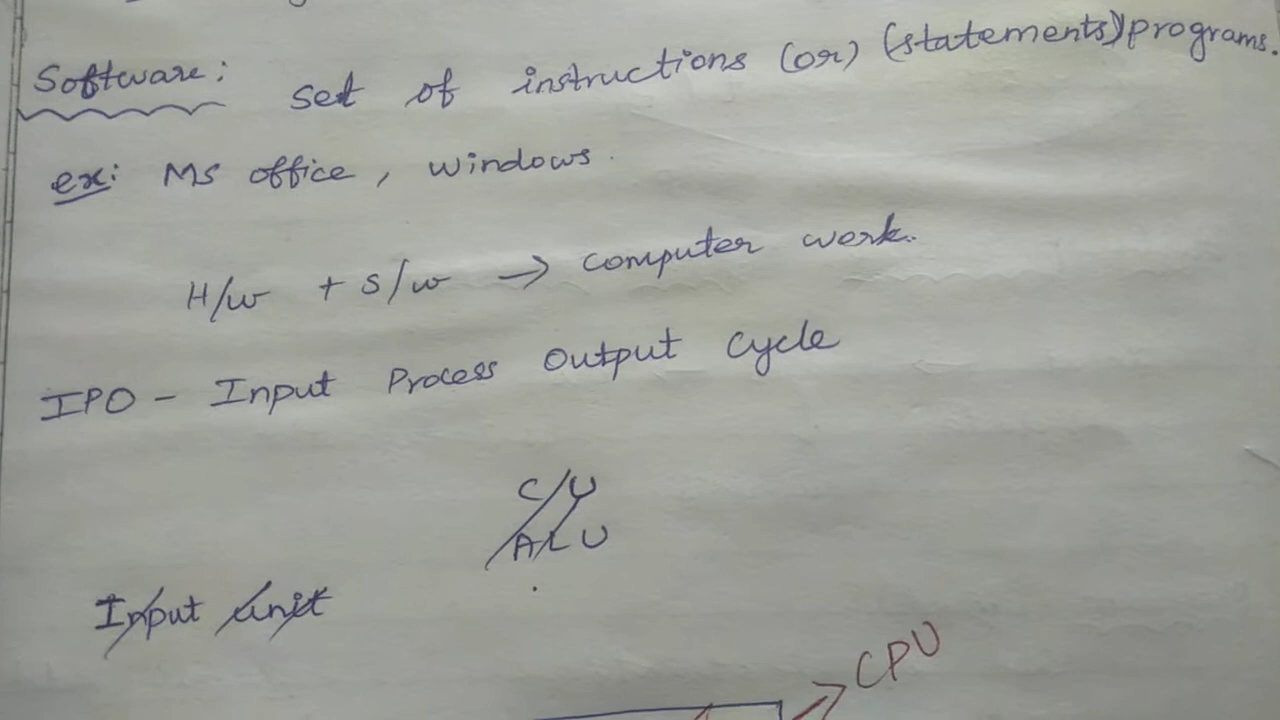 Software: Set of instructions (or) (statements) programs.
ex: MS office, windows.
H/w + S/w → computer work.
IPO - Input Process Output Cycle
CU
ALU
Input unit
CPU